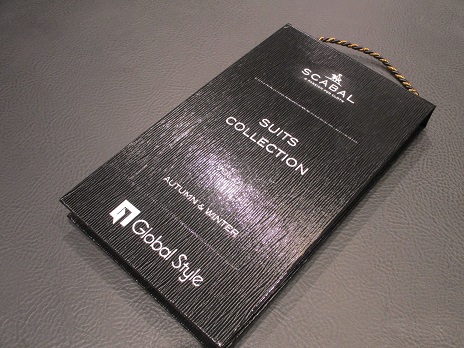 SCABAL
SUITS
COLLECTION
AUTUMN & WINTER
Global Style